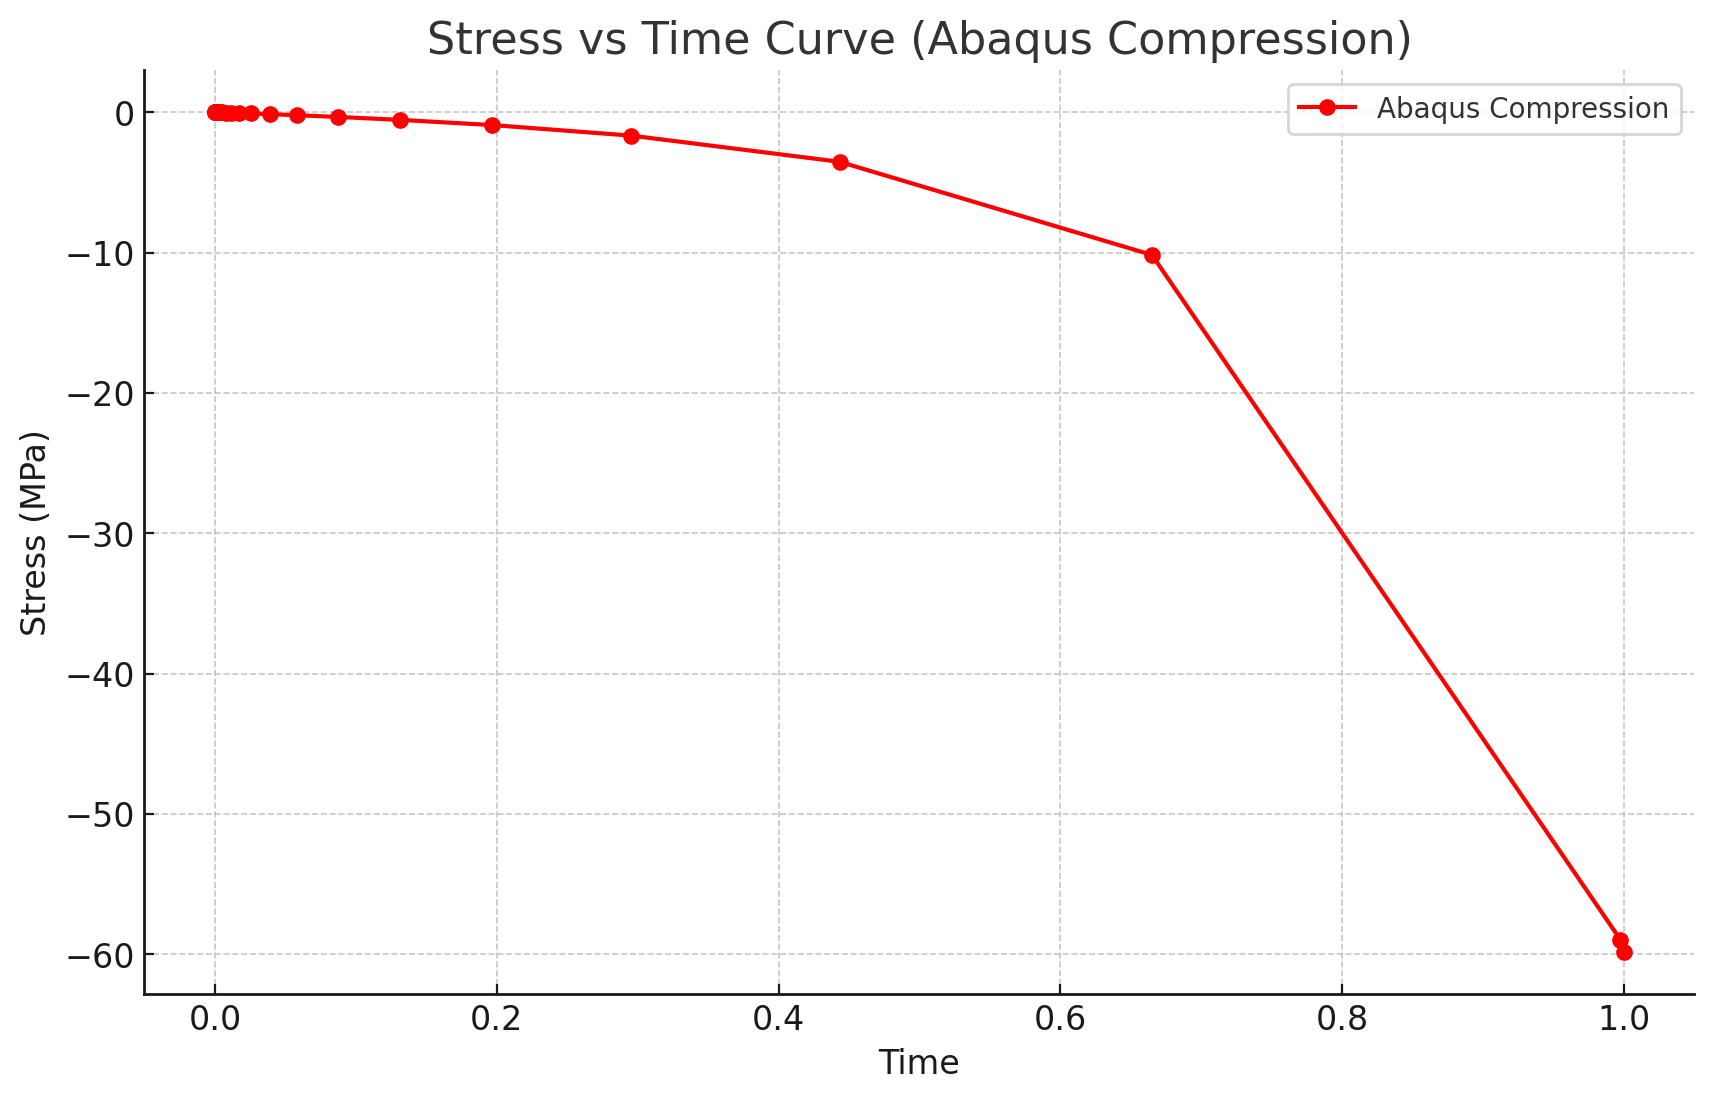 Stress vs Time Curve (Abaqus Compression)
Abaqus Compression
Stress (MPa)
0
−10
−20
−30
−40
−50
−60
0.0 0.2 0.4 0.6 0.8 1.0
Time